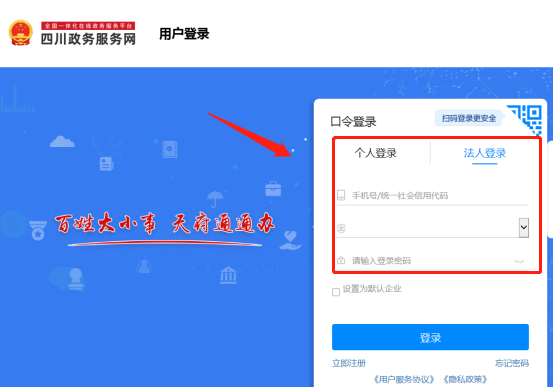 全国一体化在线政务服务平台
四川政务服务网
用户登录
口令登录
扫码登录更安全
个人登录
法人登录
手机号/统一社会信用代码
百姓大小事 天府通通办
请输入登录密码
设置为默认企业
登录
立即注册
忘记密码
《用户服务协议》 《隐私政策》